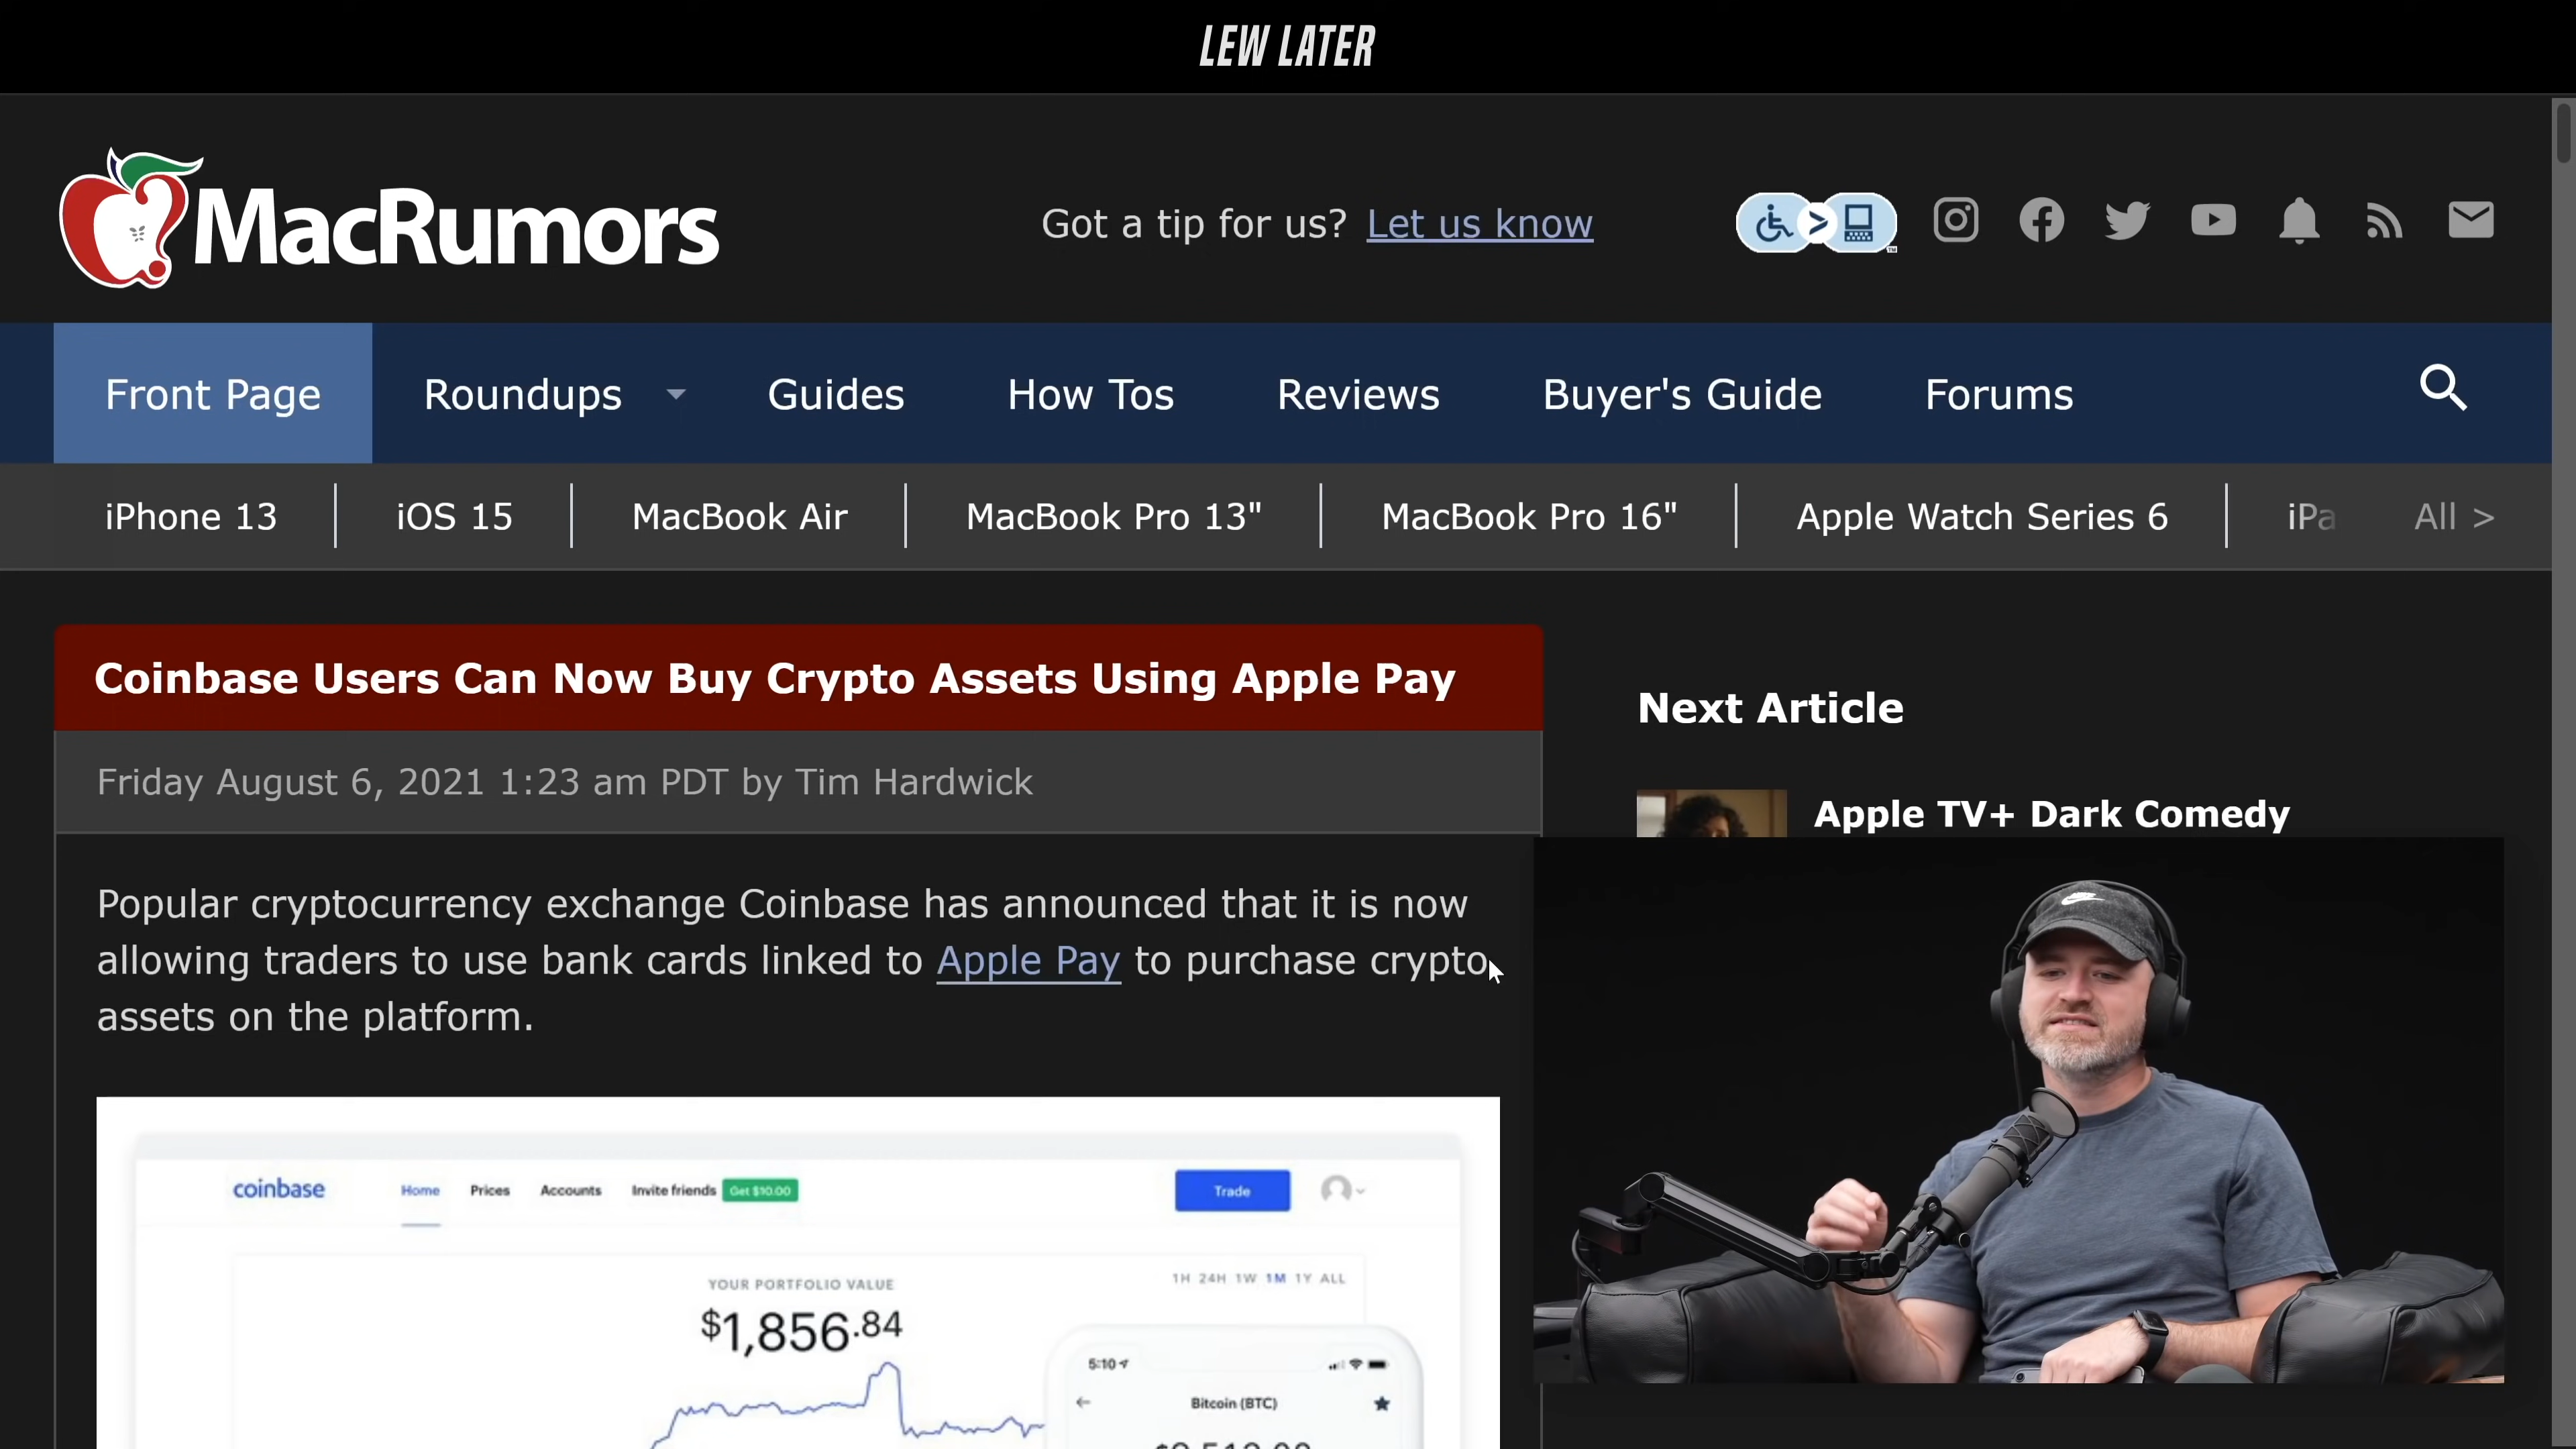 LEW LATER
MacRumors
Got a tip for us? Let us know
Front Page
Roundups
Guides
How Tos
Reviews
Buyer's Guide
Forums
iPhone 13
iOS 15
MacBook Air
MacBook Pro 13"
MacBook Pro 16"
Apple Watch Series 6
iPa
All >
Coinbase Users Can Now Buy Crypto Assets Using Apple Pay
Friday August 6, 2021 1:23 am PDT by Tim Hardwick
Popular cryptocurrency exchange Coinbase has announced that it is now
allowing traders to use bank cards linked to Apple Pay to purchase crypto
assets on the platform.
Next Article
Apple TV+ Dark Comedy
coinbase
Home
Prices
Accounts
Invite friends
Get $10.00
Trade
YOUR PORTFOLIO VALUE
$1,856.84
1H 24H 1W 1M 1Y ALL
5:10
Bitcoin (BTC)